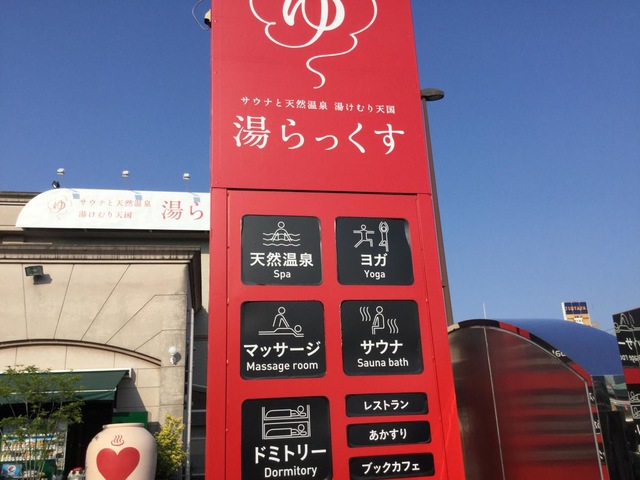 ゆ
サウナと天然温泉 湯けむり天国
湯らっくす
ゆ
サウナと天然温泉
湯けむり天国
湯ら
天然温泉
Spa
ヨガ
Yoga
マッサージ
Massage room
サウナ
Sauna bath
ドミトリー
Dormitory
レストラン
あかすり
ブックカフェ